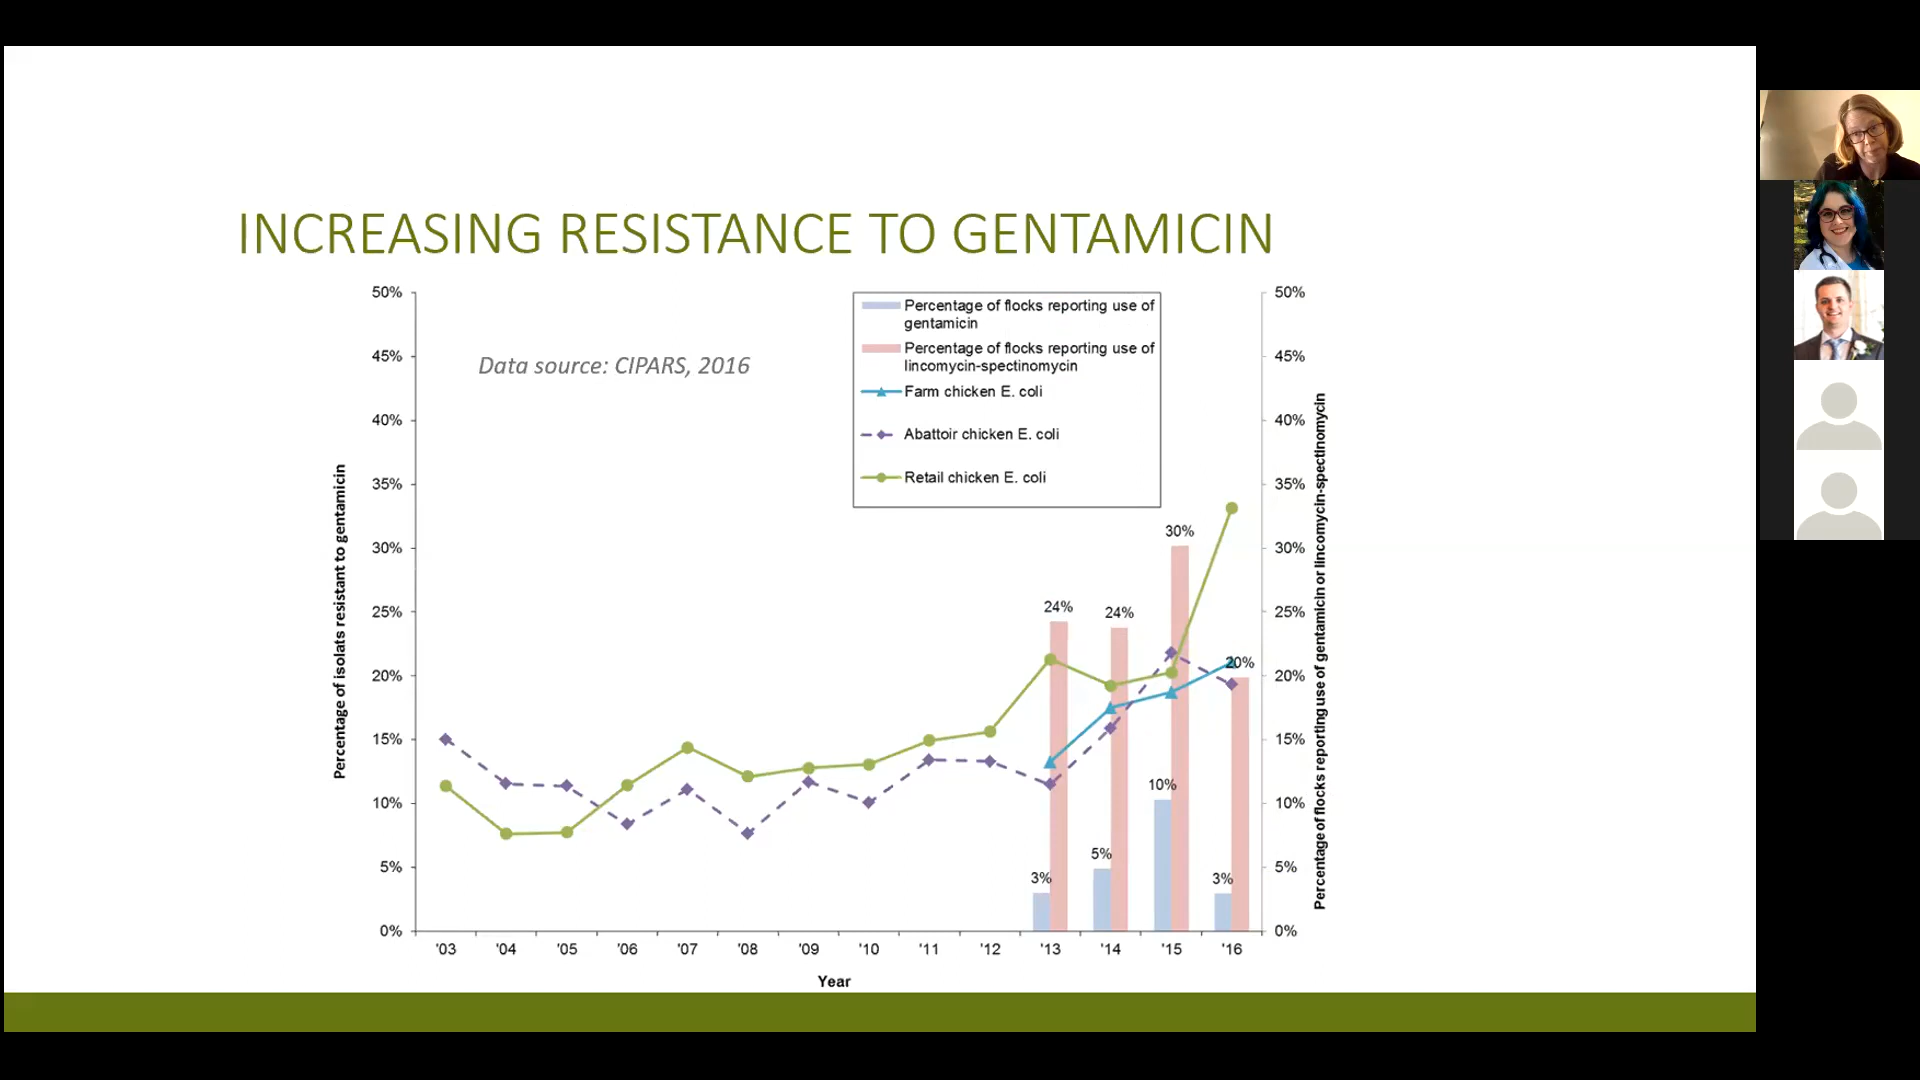 INCREASING RESISTANCE TO GENTAMICIN
Data source: CIPARS, 2016
Percentage of flocks reporting use of
gentamicin
Percentage of flocks reporting use of
lincomycin-spectinomycin
Farm chicken E. coli
Abattoir chicken E. coli
Retail chicken E. coli
Percentage of isolats resistant to gentamicin
50%
45%
40%
35%
30%
25%
20%
15%
10%
5%
0%
24%
24%
30%
20%
3%
5%
10%
3%
50%
45%
40%
35%
30%
25%
20%
15%
10%
5%
0%
Percentage of flocks reporting use of gentamicin or lincomycin-spectinomycin
'03 '04 '05 '06 '07 '08 '09 '10 '11 '12 '13 '14 '15 '16
Year